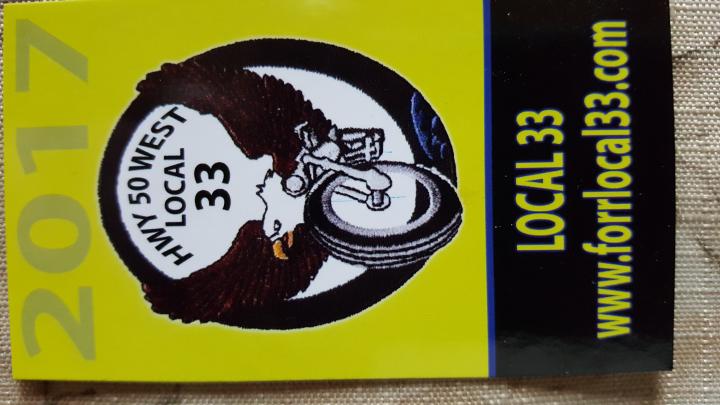 2017
HWY 50 WEST
LOCAL
33
LOCAL 33
www.forrlocal33.com